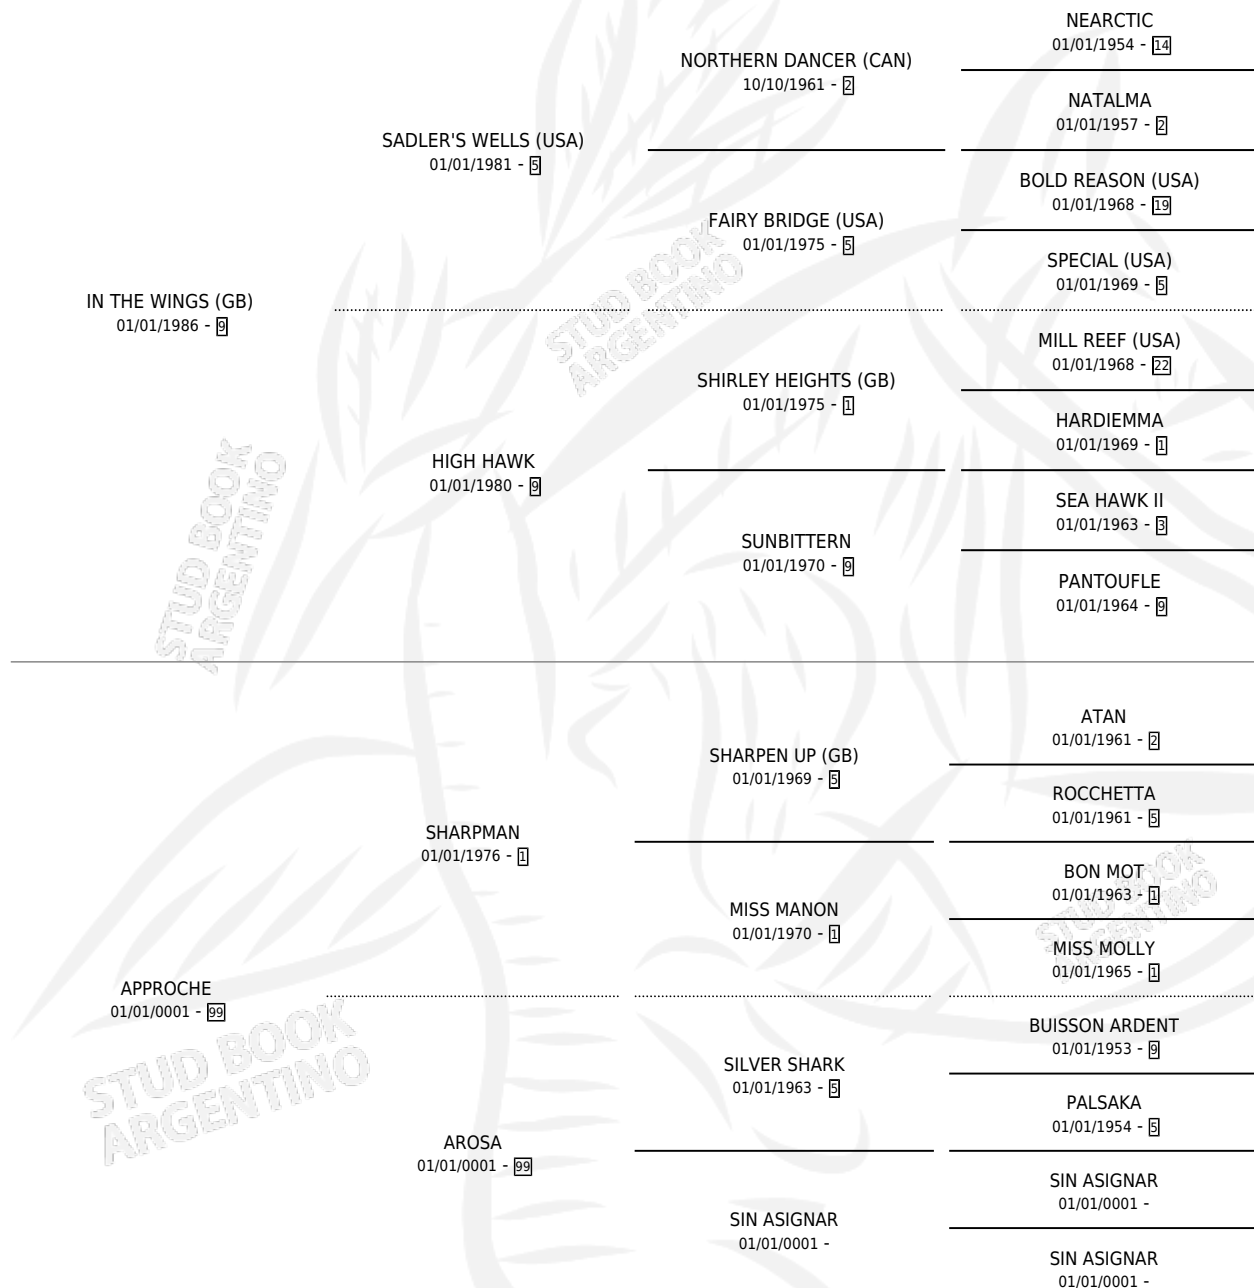 NEARCTIC
01/01/1954 - 14
NORTHERN DANCER (CAN)
10/10/1961 - 2
NATALMA
01/01/1957 - 2
SADLER'S WELLS (USA)
01/01/1981 - 5
BOLD REASON (USA)
01/01/1968 - 19
FAIRY BRIDGE (USA)
01/01/1975 - 5
SPECIAL (USA)
01/01/1969 - 5
IN THE WINGS (GB)
01/01/1986 - 9
STUD BOOK
ARGENTINO
MILL REEF (USA)
01/01/1968 - 22
SHIRLEY HEIGHTS (GB)
01/01/1975 - 1
HARDIEMMA
01/01/1969 - 1
HIGH HAWK
01/01/1980 - 9
SEA HAWK II
01/01/1963 - 3
SUNBITTERN
01/01/1970 - 9
PANTOUFLE
01/01/1964 - 9
STUD BOOK
ARGENTINO
ATAN
01/01/1961 - 2
SHARPEN UP (GB)
01/01/1969 - 5
ROCCHETTA
01/01/1961 - 5
SHARPMAN
01/01/1976 - 1
BON MOT
01/01/1963 - 1
MISS MANON
01/01/1970 - 1
STUD BOOK
ARGENTINO
MISS MOLLY
01/01/1965 - 1
APPROCHE
01/01/0001 - 99
BUISSON ARDENT
01/01/1953 - 9
SILVER SHARK
01/01/1963 - 5
STUD BOOK
ARGENTINO
PALSAKA
01/01/1954 - 5
AROSA
01/01/0001 - 99
SIN ASIGNAR
01/01/0001 -
SIN ASIGNAR
01/01/0001 -
SIN ASIGNAR
01/01/0001 -